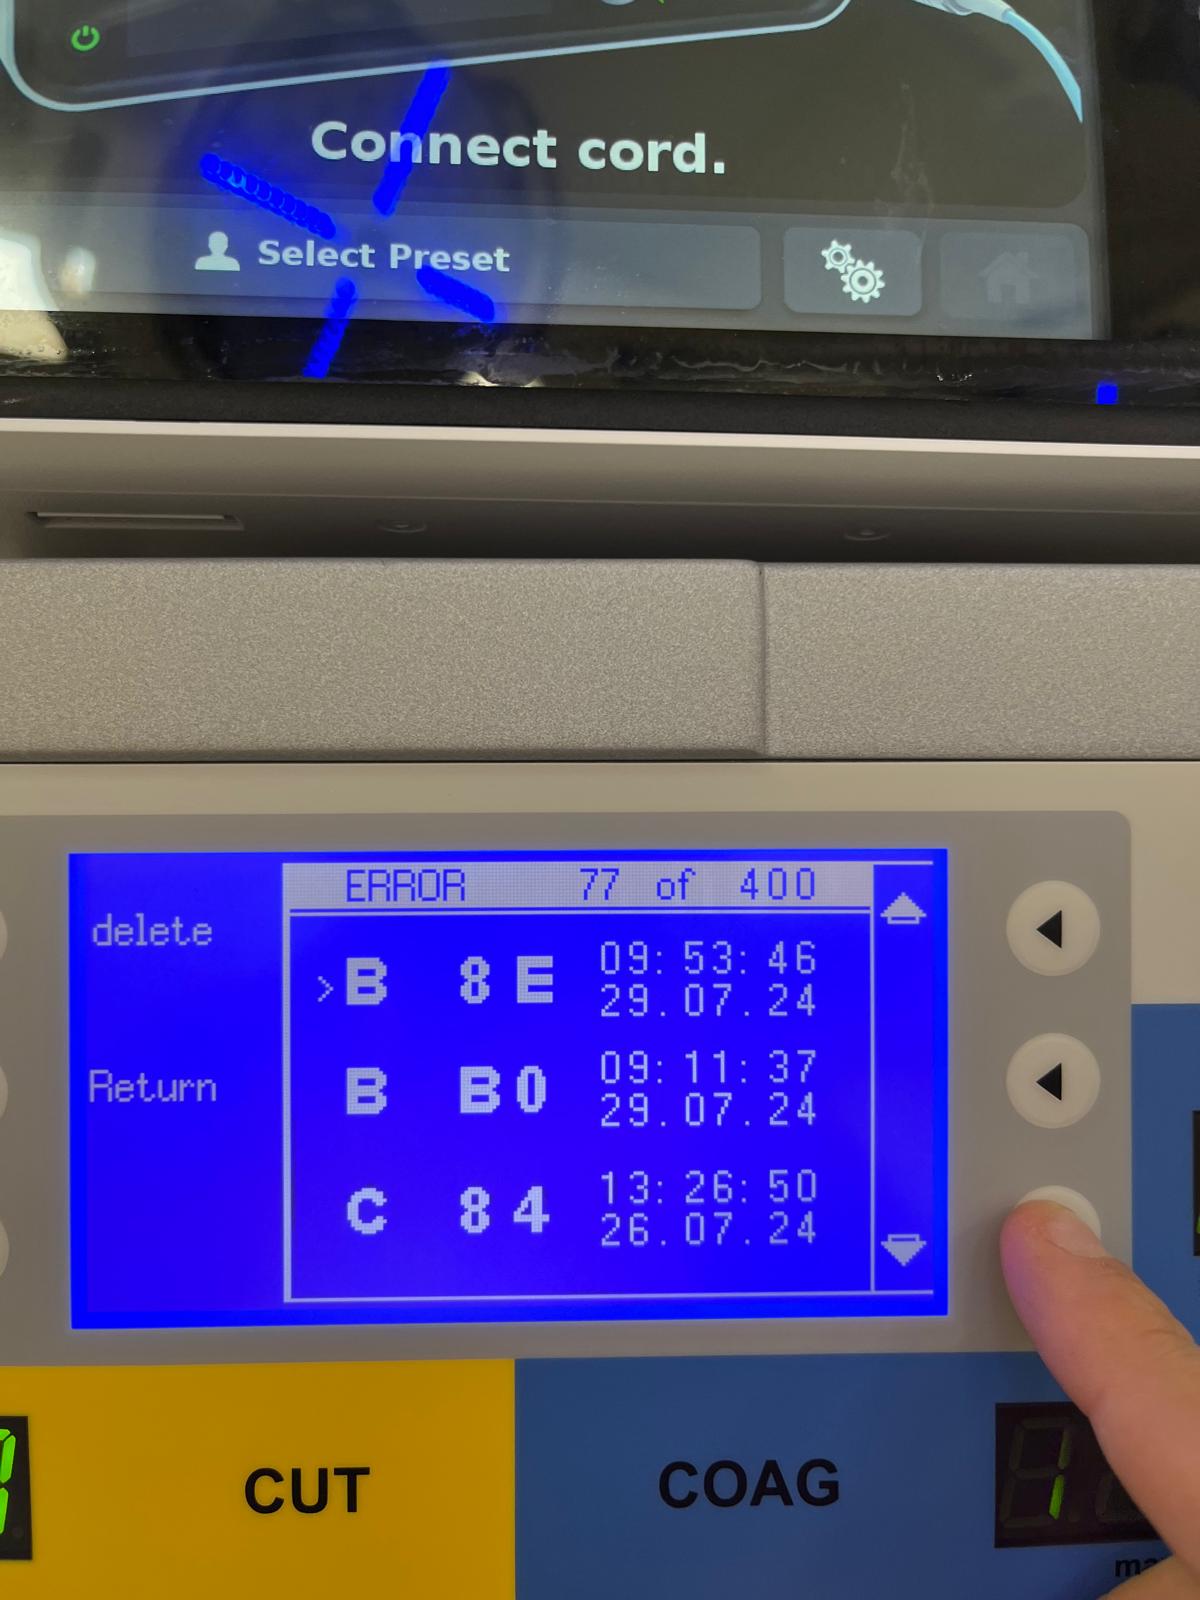 Connect cord.
Select Preset
ERROR 77 of 400
delete
> B 8E 09:53:46
29.07.24
Return
B B0 09:11:37
29.07.24
C 84 13:26:50
26.07.24
CUT
COAG
1